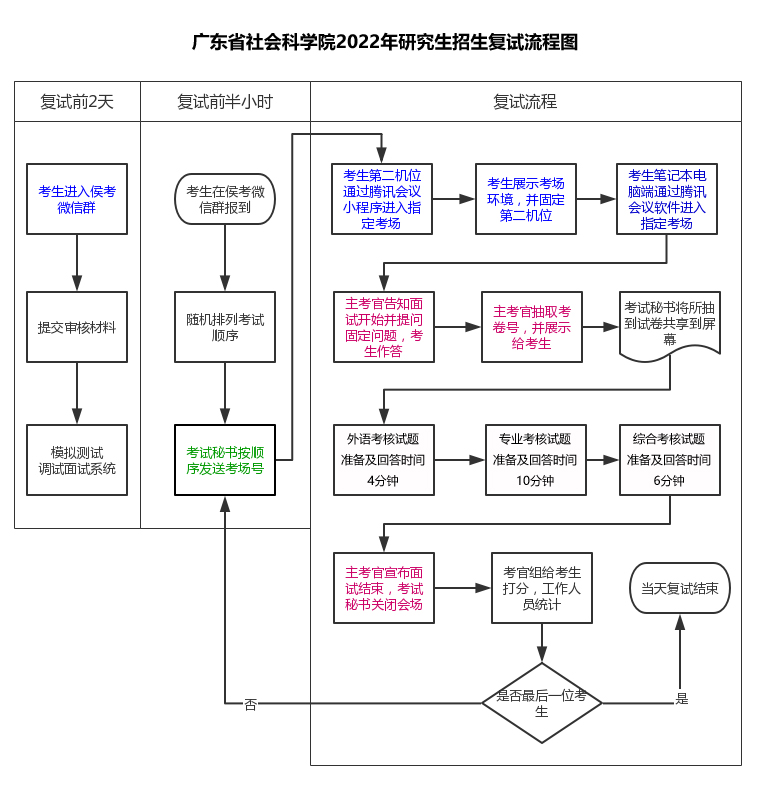 广东省社会科学院2022年研究生招生复试流程图
复试前2天
复试前半小时
复试流程
考生进入侯考
微信群
提交审核材料
模拟测试
调试面试系统
考生在侯考微
信群报到
随机排列考试
顺序
考试秘书按顺
序发送考场号
考生第二机位
通过腾讯会议
小程序进入指
定考场
考生展示考场
环境，并固定
第二机位
考生笔记本电
脑端通过腾讯
会议软件进入
指定考场
主考官告知面
试开始并提问
固定问题，考
生作答
主考官抽取考
卷号，并展示
给考生
考试秘书将所抽
到试卷共享到屏
幕
外语考核试题
准备及回答时间
4分钟
专业考核试题
准备及回答时间
10分钟
综合考核试题
准备及回答时间
6分钟
主考官宣布面
试结束，考试
秘书关闭会场
考官组给考生
打分，工作人
员统计
当天复试结束
是否最后一位考
生
否
是